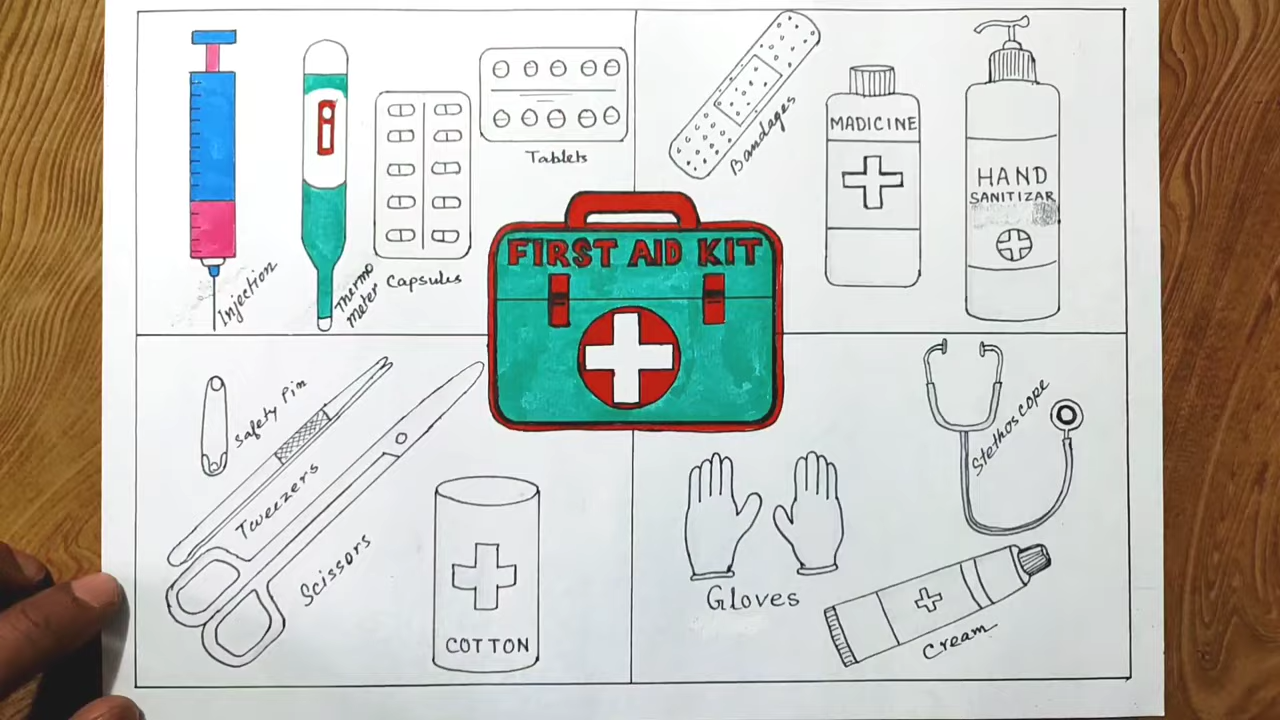 Injection
Thermo
meter
Capsules
Tablets
Bandages
MADICINE
HAND
SANITIZAR
FIRST AID KIT
Safety Pin
Tweezers
Scissors
COTTON
Gloves
Stethoscope
Cream